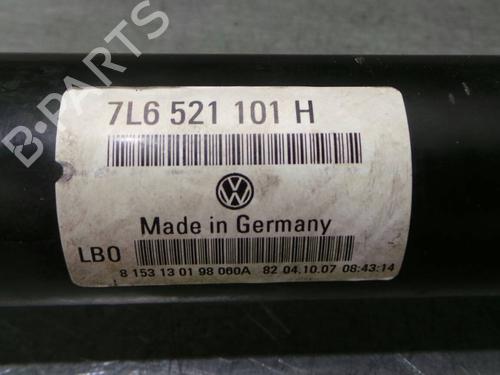 B-PARTS
7L6 521 101 H
Made in Germany
LBO
8 153 13 01 98 060A 82 04.10.07 08:43:14